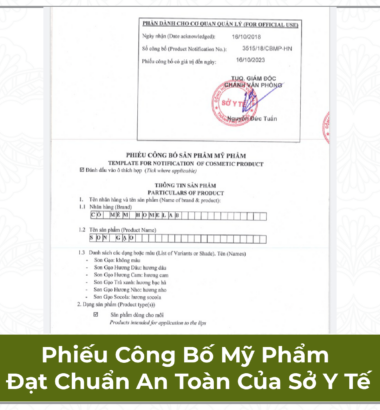 PHẦN DÀNH CHO CƠ QUAN QUẢN LÝ (FOR OFFICIAL USE)
Ngày nhận (Date acknowledged): 16/10/2018
Số công bố (Product Notification No.): 3515/18/CBMP-HN
Phiếu công bố có giá trị đến ngày: 16/10/2023
TUQ. GIÁM ĐỐC
CHÁNH VĂN PHÒNG
SỞ Y TẾ
Nguyễn Đức Tuấn
PHIẾU CÔNG BỐ SẢN PHẨM MỸ PHẨM
TEMPLATE FOR NOTIFICATION OF COSMETIC PRODUCT
Đánh dấu vào ô thích hợp (Tick where applicable)
THÔNG TIN SẢN PHẨM
PARTICULARS OF PRODUCT
1. Tên nhãn hàng và tên sản phẩm (Name of brand & product):
1.1 Nhãn hàng (Brand)
CỎ MỀM HOMELAB
1.2 Tên sản phẩm (Product Name)
SON GẠO
1.3 Danh sách các dạng hoặc màu (List of Variants or Shade). Tên (Names)
- Son Gạo: không màu
- Son Gạo Hương Dâu: hương dâu
- Son Gạo Hương Cam: hương cam
- Son Gạo Trà xanh: hương bạc hà
- Son Gạo Hương Nhài: hương nhài
- Son Gạo Socola: hương socola
2. Dạng sản phẩm (Product type(s))
Sản phẩm dùng cho môi
Products intended for application to the lips
Phiếu Công Bố Mỹ Phẩm
Đạt Chuẩn An Toàn Của Sở Y Tế